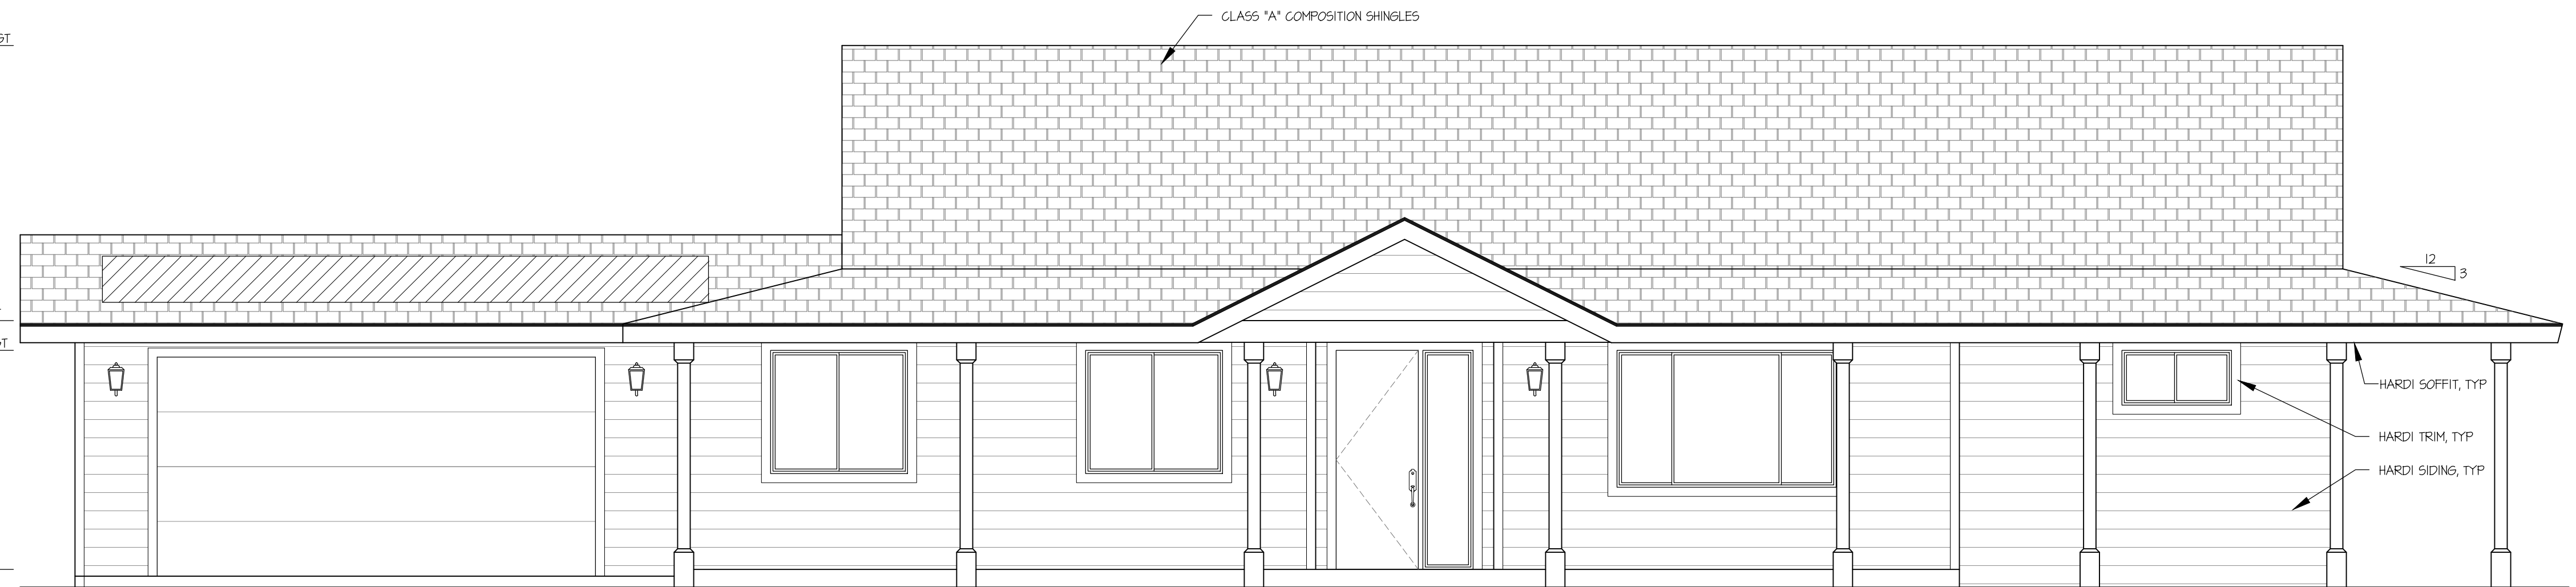 CLASS "A" COMPOSITION SHINGLES
12
3
HARDI SOFFIT, TYP
HARDI TRIM, TYP
HARDI SIDING, TYP